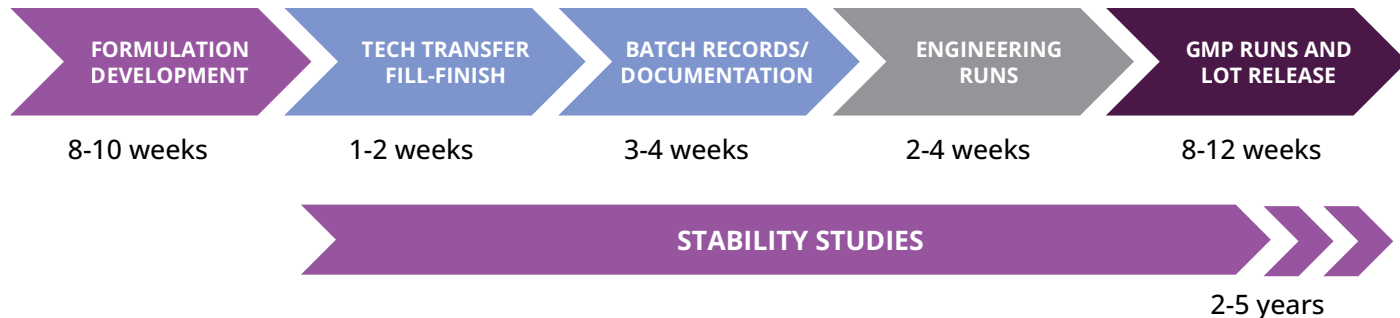 FORMULATION
DEVELOPMENT
TECH TRANSFER
FILL-FINISH
BATCH RECORDS/
DOCUMENTATION
ENGINEERING
RUNS
GMP RUNS AND
LOT RELEASE
8-10 weeks
1-2 weeks
3-4 weeks
2-4 weeks
8-12 weeks
STABILITY STUDIES
2-5 years